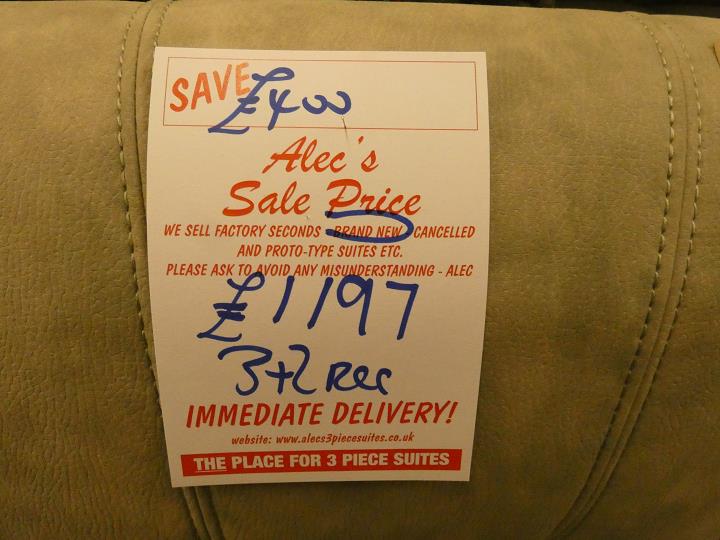 SAVE £400
Alec's
Sale Price
WE SELL FACTORY SECONDS - BRAND NEW - CANCELLED
AND PROTO-TYPE SUITES ETC.
PLEASE ASK TO AVOID ANY MISUNDERSTANDING - ALEC
£1197
3+2 Rec
IMMEDIATE DELIVERY!
website: www.alecs3piecesuites.co.uk
THE PLACE FOR 3 PIECE SUITES